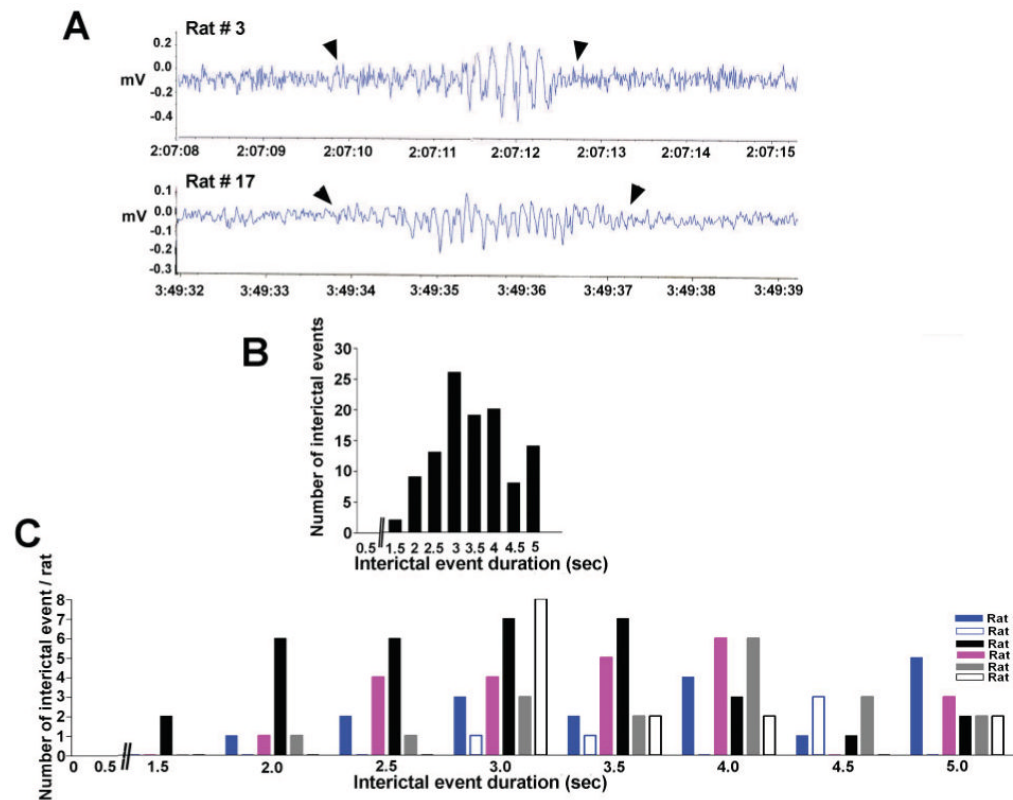 A
Rat # 3
mV
0.2
0.0
-0.2
-0.4
2:07:08 2:07:09 2:07:10 2:07:11 2:07:12 2:07:13 2:07:14 2:07:15
Rat # 17
mV
0.1
0.0
-0.1
-0.2
-0.3
3:49:32 3:49:33 3:49:34 3:49:35 3:49:36 3:49:37 3:49:38 3:49:39
B
Number of interictal events
30
25
20
15
10
5
0
0.5 1.5 2 2.5 3 3.5 4 4.5 5
Interictal event duration (sec)
C
Number of interictal event / rat
8
7
6
5
4
3
2
1
0
0 0.5 1.5 2.0 2.5 3.0 3.5 4.0 4.5 5.0
Interictal event duration (sec)
Rat
Rat
Rat
Rat
Rat
Rat